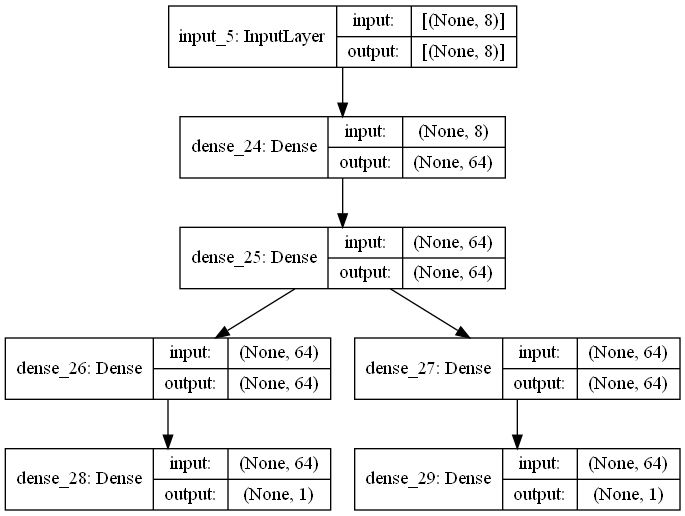 input_5: InputLayer
input: [(None, 8)]
output: [(None, 8)]
dense_24: Dense
input: (None, 8)
output: (None, 64)
dense_25: Dense
input: (None, 64)
output: (None, 64)
dense_26: Dense
input: (None, 64)
output: (None, 64)
dense_27: Dense
input: (None, 64)
output: (None, 64)
dense_28: Dense
input: (None, 64)
output: (None, 1)
dense_29: Dense
input: (None, 64)
output: (None, 1)